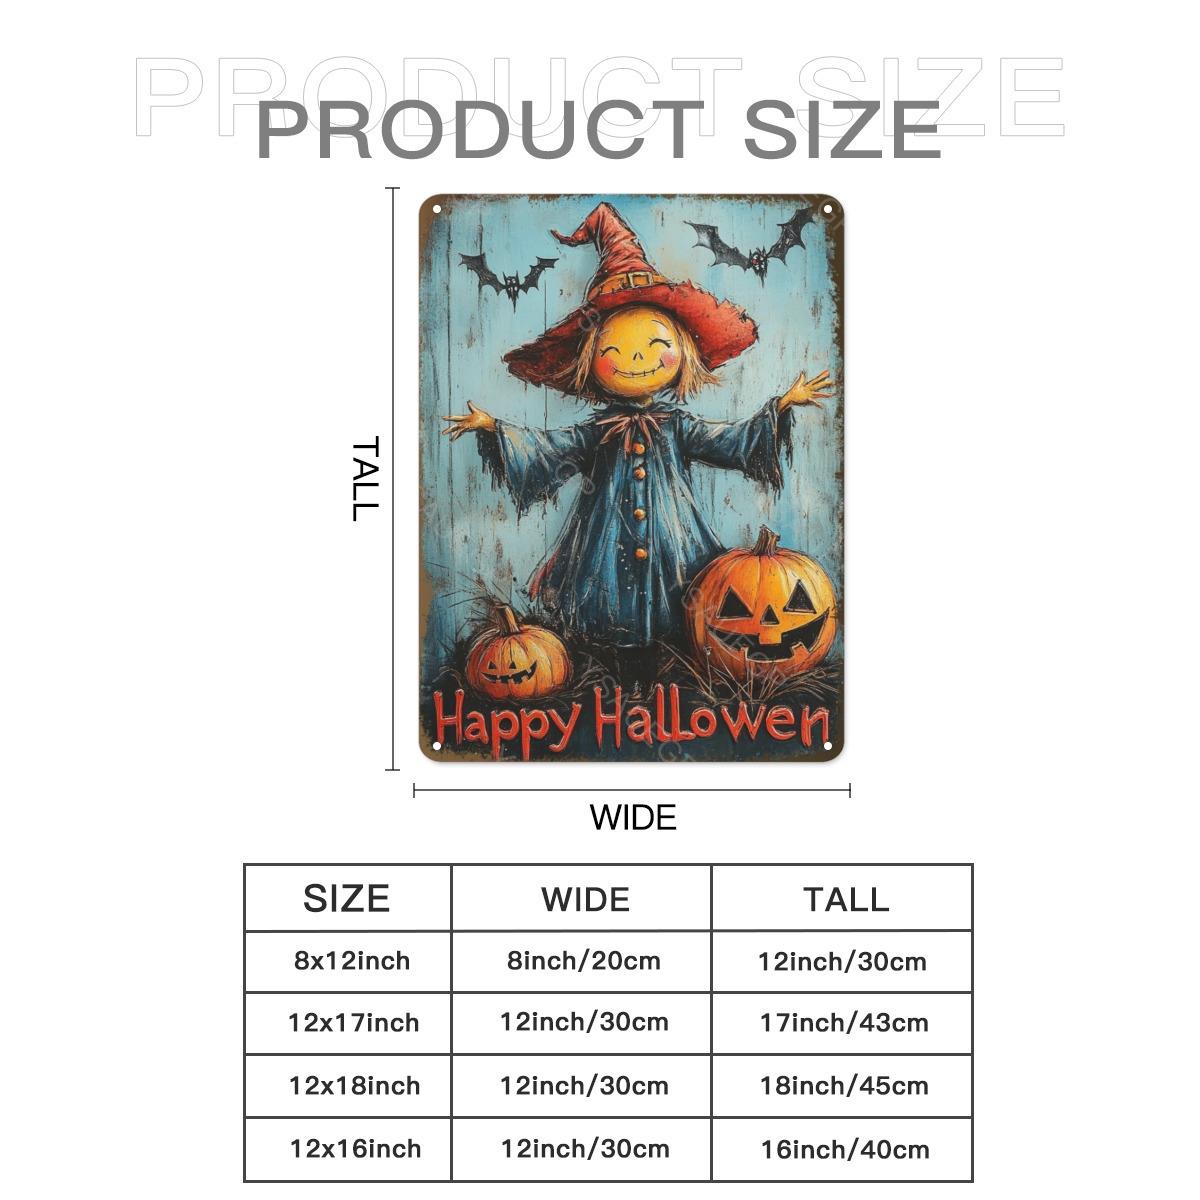 PRODUCT SIZE
PRODUCT SIZE
TALL
Happy Hallowen
WIDE
SIZE WIDE TALL
8x12inch 8inch/20cm 12inch/30cm
12x17inch 12inch/30cm 17inch/43cm
12x18inch 12inch/30cm 18inch/45cm
12x16inch 12inch/30cm 16inch/40cm